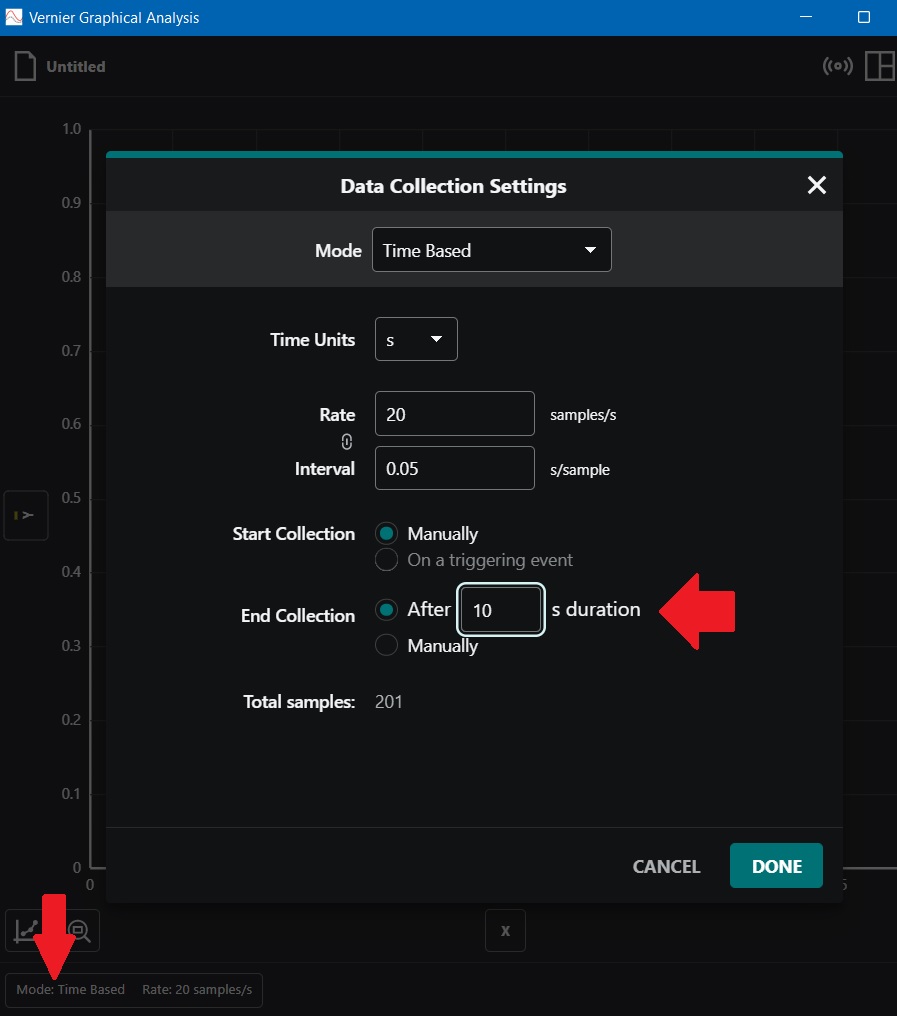 Vernier Graphical Analysis
Untitled
1.0
0.9
0.8
0.7
0.6
0.5
0.4
0.3
0.2
0.1
0
0
5
Y
X
Data Collection Settings
Mode Time Based
Time Units s
Rate 20 samples/s
Interval 0.05 s/sample
Start Collection Manually
On a triggering event
End Collection After 10 s duration
Manually
Total samples: 201
CANCEL DONE
Mode: Time Based Rate: 20 samples/s